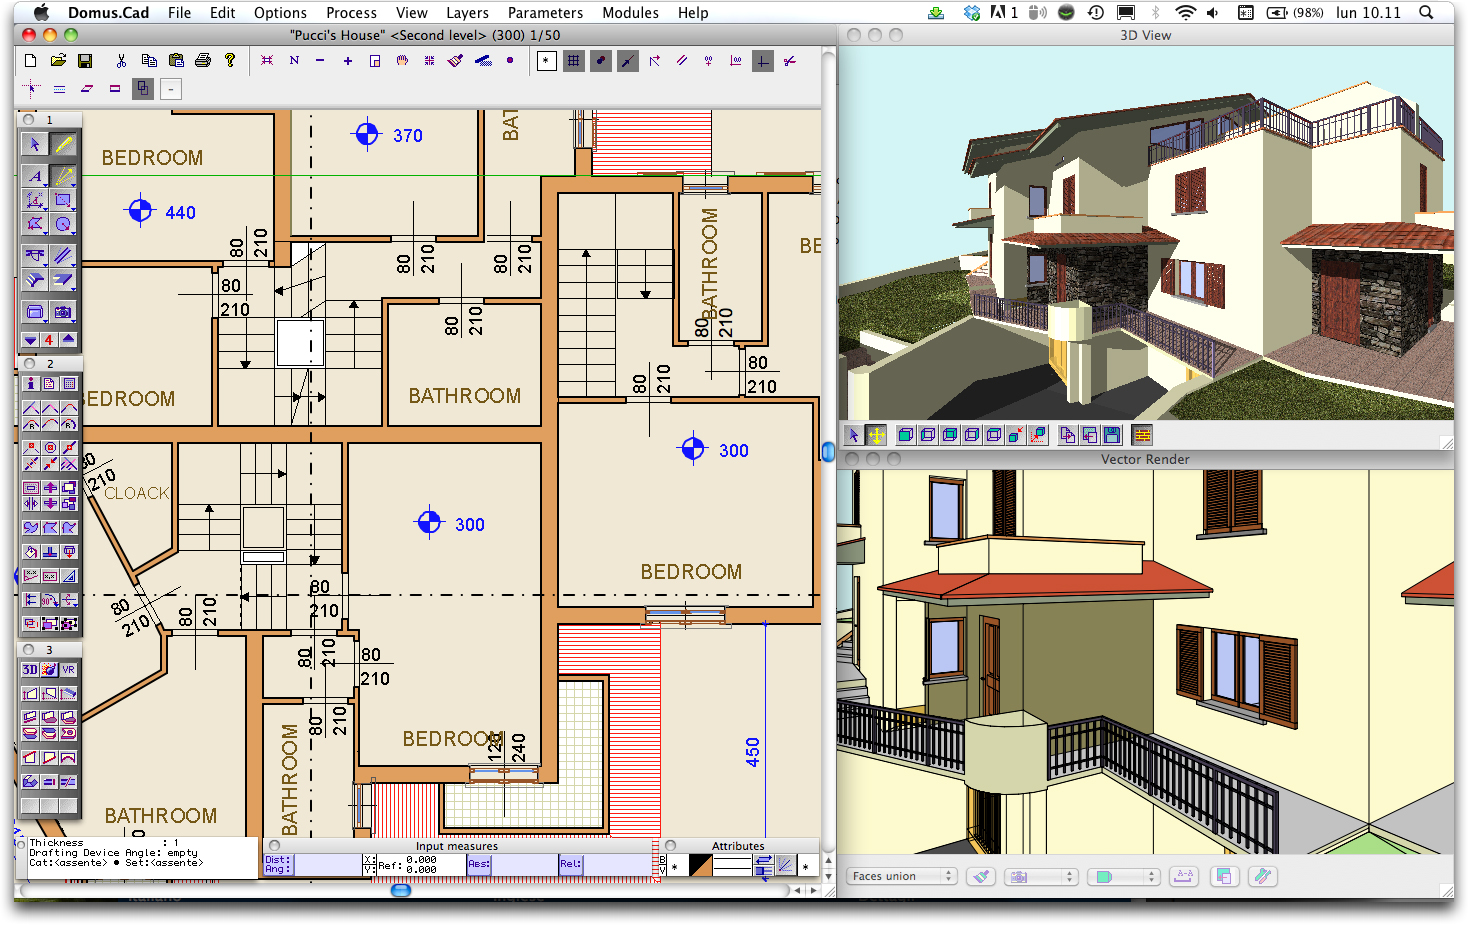 Domus.Cad File Edit Options Process View Layers Parameters Modules Help
1 (98%) lun 10.11
"Pucci's House" <Second level> (300) 1/50
3D View
1
BEDROOM
370
BAT
440
80 210
80 210
80 210
80
210
BATHROOM
BE
80 210
80 210
80
210
80 210
4
2
BEDROOM
BATHROOM
300
80
210
CLOACK
300
BEDROOM
80
210
80 210
80
210
3
80 210
80
210
80 210
BATHROOM
BEDROOM
240
450
BATHROOM
3D VR
Vector Render
Thickness : 1
Drafting Device Angle: empty
Cat:<assente> ● Set:<assente>
Input measures
Dist:
Ang:
X:
Y:
Ref: 0.000
0.000
Abs:
Rel:
Attributes
Faces union